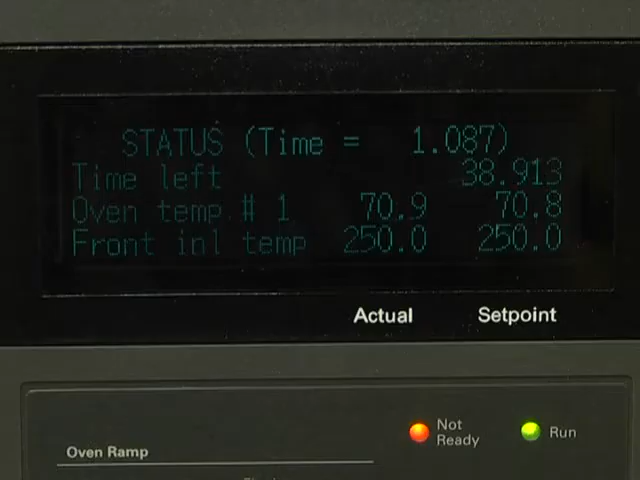 STATUS (Time = 1.087)
Time left 38.913
Oven temp # 1 70.9 70.8
Front inl temp 250.0 250.0
Actual Setpoint
Not Ready
Run
Oven Ramp